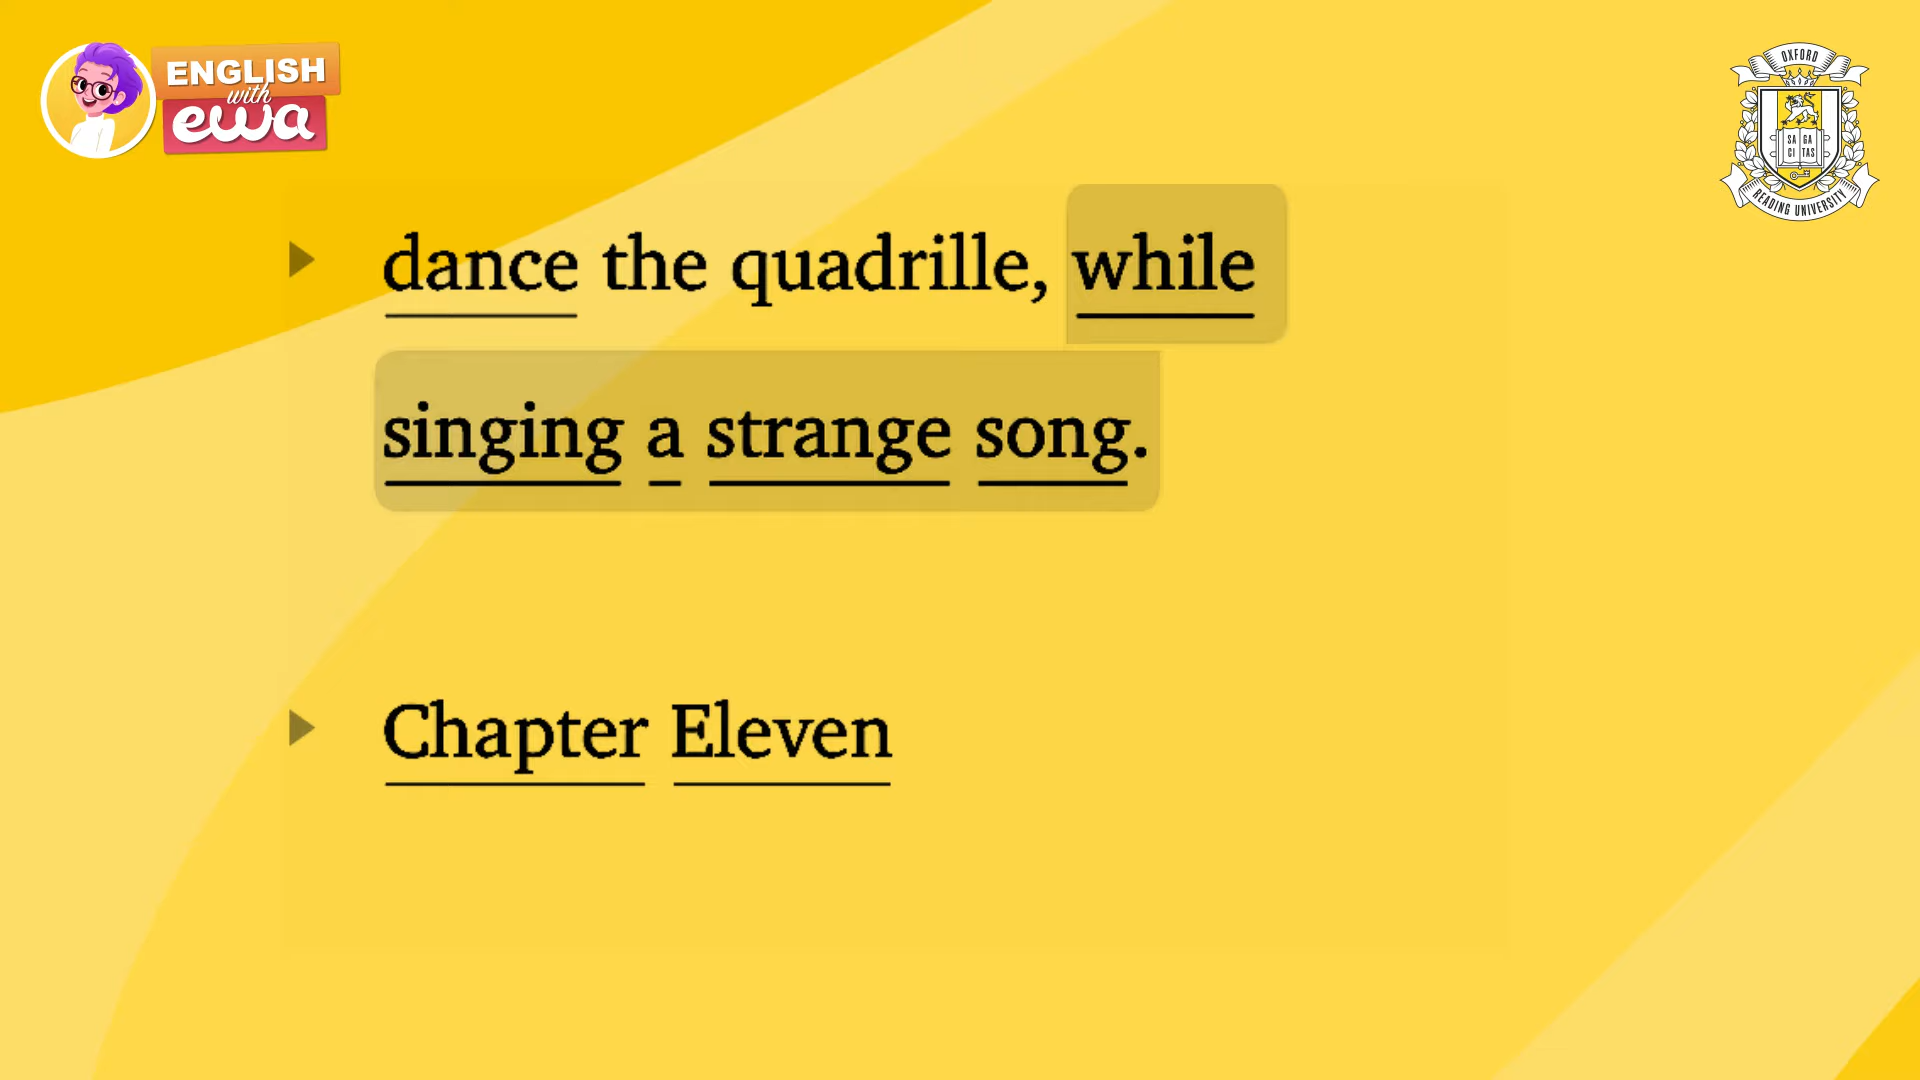 ENGLISH
with
ewa
OXFORD
SA GA
CI TAS
READING UNIVERSITY
dance the quadrille, while
singing a strange song.
Chapter Eleven